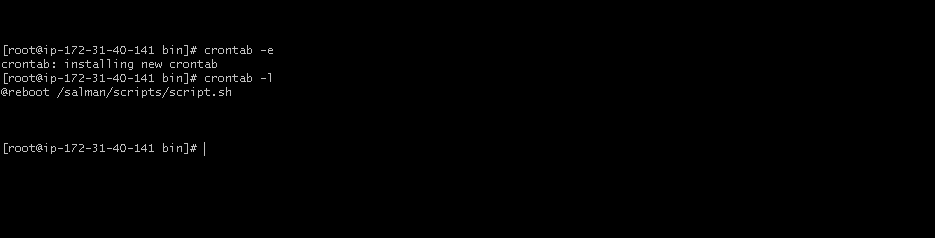 [root@ip-172-31-40-141 bin]# crontab -e
crontab: installing new crontab
[root@ip-172-31-40-141 bin]# crontab -l
@reboot /salman/scripts/script.sh
[root@ip-172-31-40-141 bin]#